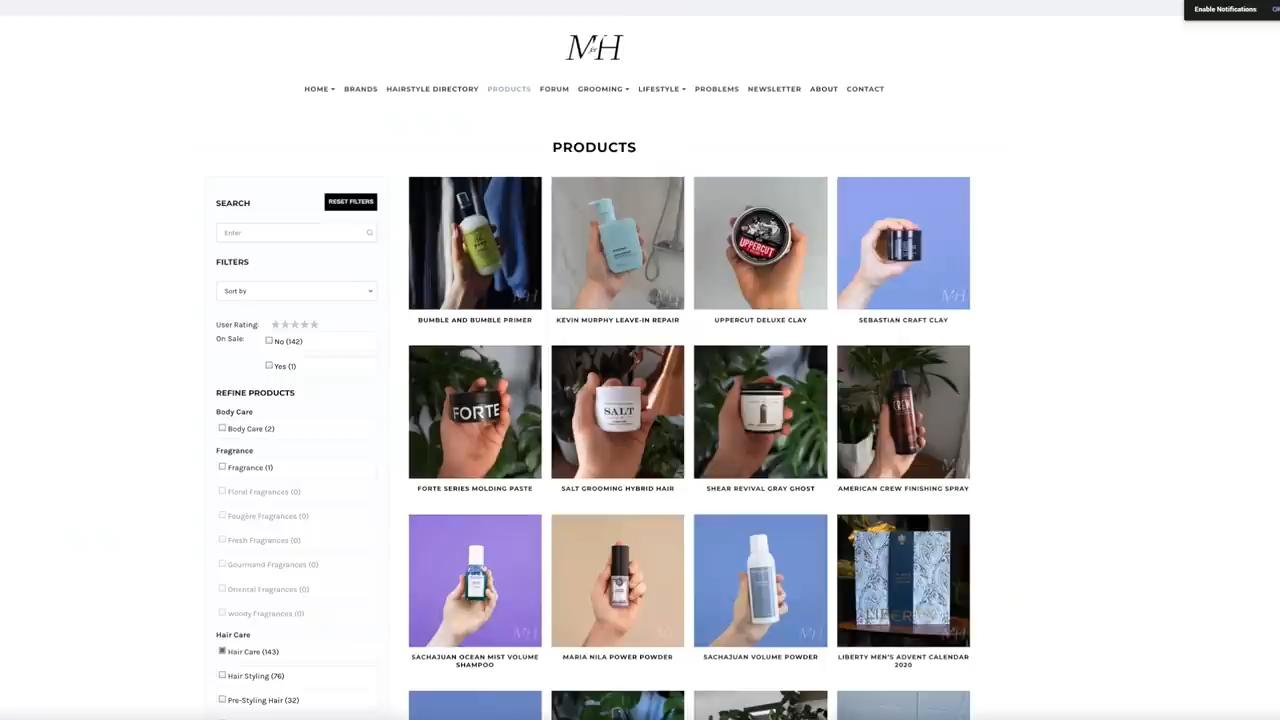 Enable Notifications
MH
HOME BRANDS HAIRSTYLE DIRECTORY PRODUCTS FORUM GROOMING LIFESTYLE PROBLEMS NEWSLETTER ABOUT CONTACT
PRODUCTS
SEARCH
RESET FILTERS
Enter
FILTERS
Sort by
User Rating:
On Sale:
No (142)
Yes (1)
REFINE PRODUCTS
Body Care
Body Care (2)
Fragrance
Fragrance (1)
Floral Fragrances (0)
Fougère Fragrances (0)
Fresh Fragrances (0)
Gourmand Fragrances (0)
Oriental Fragrances (0)
woody Fragrances (0)
Hair Care
Hair Care (143)
Hair Styling (76)
Pre-Styling Hair (32)
UPPERCUT
BUMBLE AND BUMBLE PRIMER
KEVIN MURPHY LEAVE-IN REPAIR
UPPERCUT DELUXE CLAY
SEBASTIAN CRAFT CLAY
FORTE
SALT
CREW
FORTE SERIES MOLDING PASTE
SALT GROOMING HYBRID HAIR
SHEAR REVIVAL GRAY GHOST
AMERICAN CREW FINISHING SPRAY
LIBERTY
SACHAJUAN OCEAN MIST VOLUME
SHAMPOO
MARIA NILA POWER POWDER
SACHAJUAN VOLUME POWDER
LIBERTY MEN'S ADVENT CALENDAR
2020